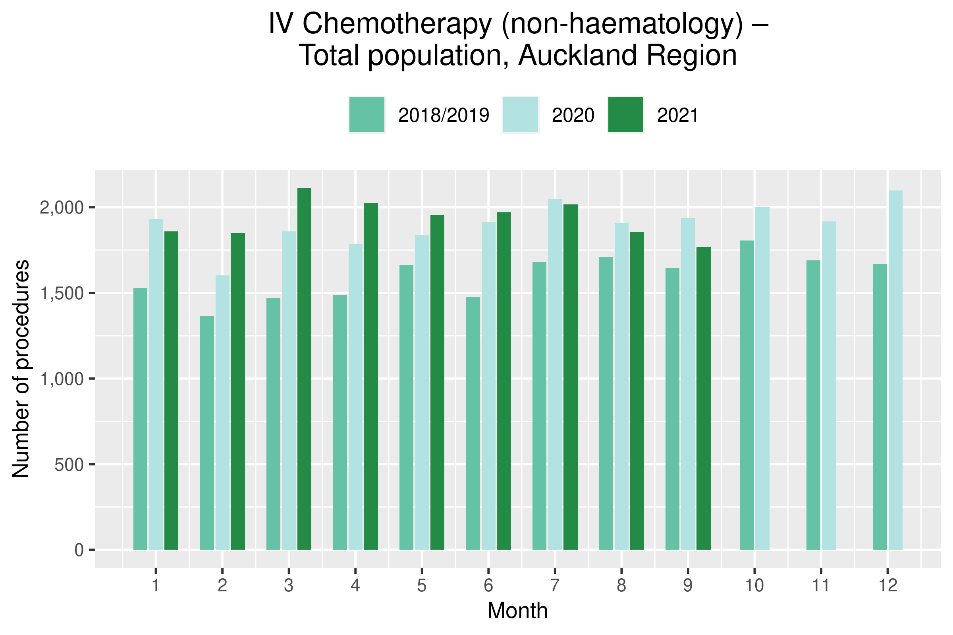 IV Chemotherapy (non-haematology) –
Total population, Auckland Region
2018/2019 2020 2021
Number of procedures
2,000
1,500
1,000
500
0
1 2 3 4 5 6 7 8 9 10 11 12
Month